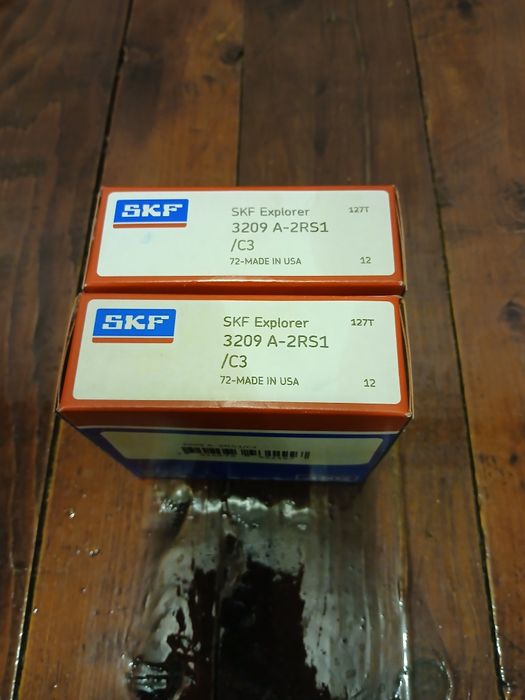 SKF
SKF Explorer 127T
3209 A-2RS1
/C3
72-MADE IN USA 12
SKF
SKF Explorer 127T
3209 A-2RS1
/C3
72-MADE IN USA 12